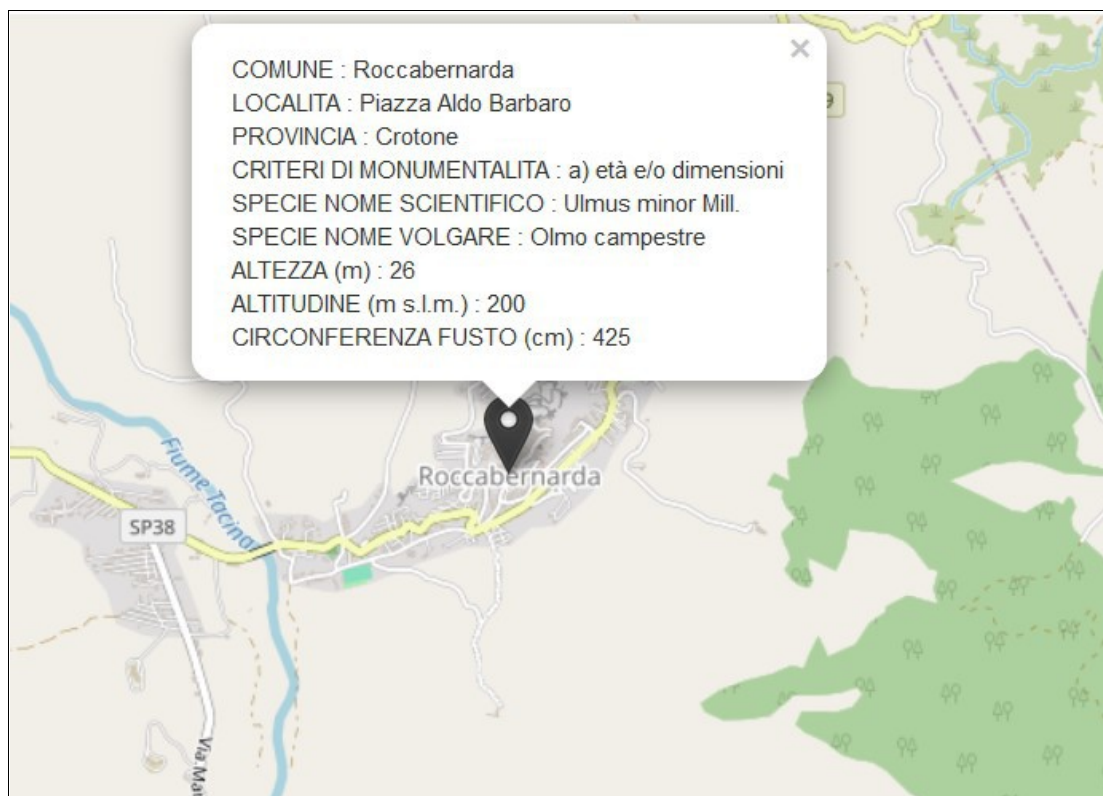 ×
COMUNE : Roccabernarda
LOCALITA : Piazza Aldo Barbaro
PROVINCIA : Crotone
CRITERI DI MONUMENTALITA : a) età e/o dimensioni
SPECIE NOME SCIENTIFICO : Ulmus minor Mill.
SPECIE NOME VOLGARE : Olmo campestre
ALTEZZA (m) : 26
ALTITUDINE (m s.l.m.) : 200
CIRCONFERENZA FUSTO (cm) : 425
9
Roccabernarda
Fiume Tacina
SP38